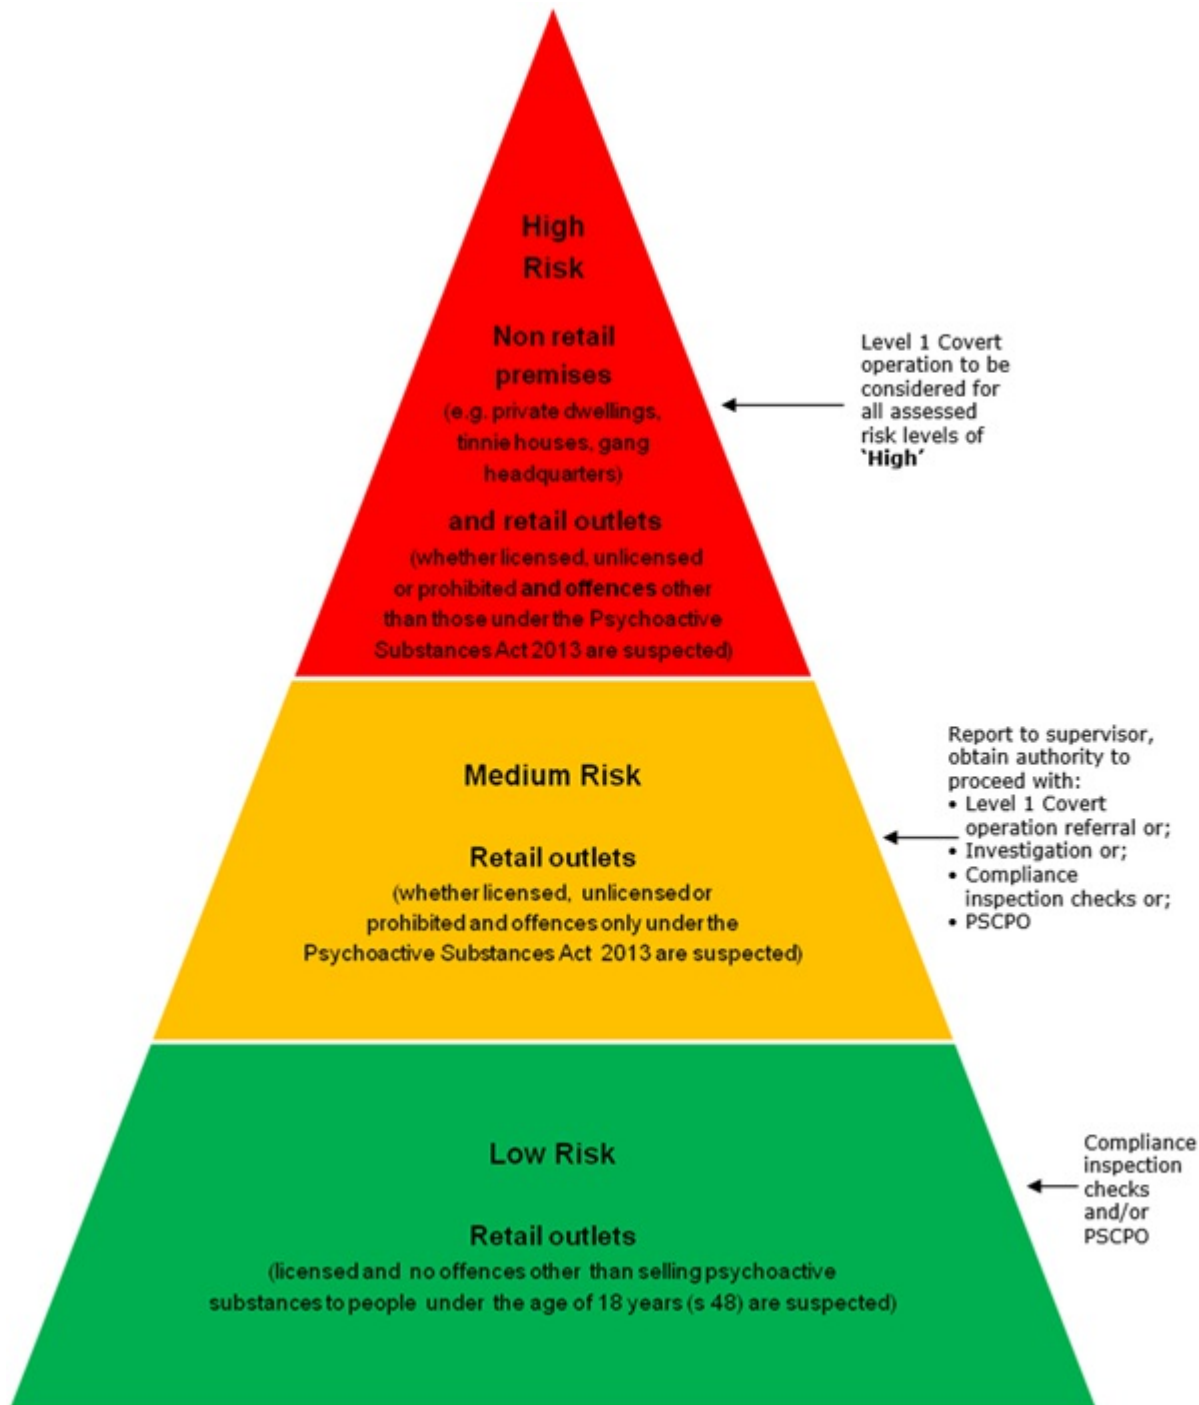 High
Risk
Non retail
premises
(e.g. private dwellings,
tinnie houses, gang
headquarters)
and retail outlets
(whether licensed, unlicensed
or prohibited and offences other
than those under the Psychoactive
Substances Act 2013 are suspected)
Level 1 Covert
operation to be
considered for
all assessed
risk levels of
‘High’
Medium Risk
Retail outlets
(whether licensed, unlicensed or
prohibited and offences only under the
Psychoactive Substances Act 2013 are suspected)
Report to supervisor,
obtain authority to
proceed with:
• Level 1 Covert
operation referral or;
• Investigation or;
• Compliance
inspection checks or;
• PSCPO
Low Risk
Retail outlets
(licensed and no offences other than selling psychoactive
substances to people under the age of 18 years (s 48) are suspected)
Compliance
inspection
checks
and/or
PSCPO